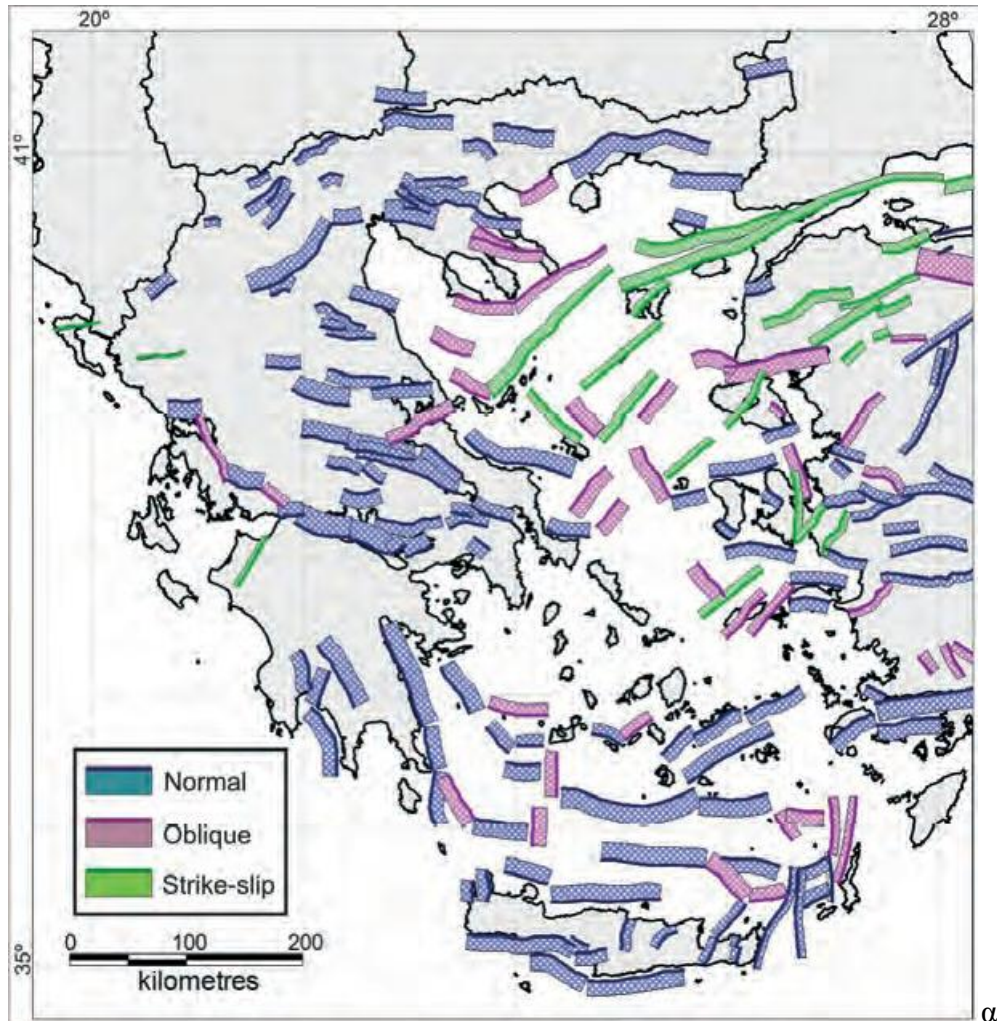 20° 28°
41°
Normal
Oblique
Strike-slip
0 100 200
kilometres
35°
α